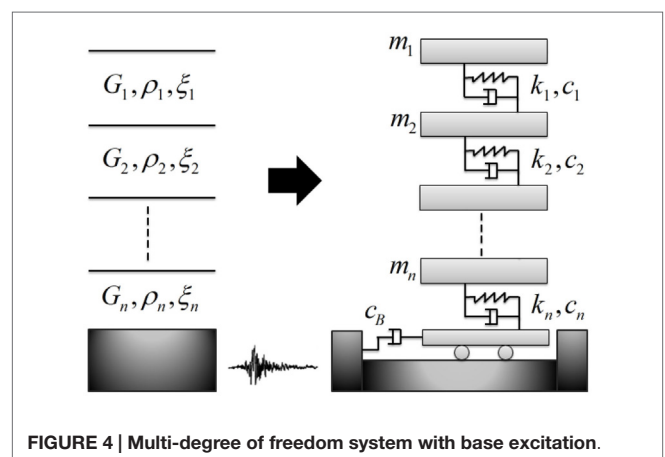 G₁, ρ₁, ξ₁
G₂, ρ₂, ξ₂
Gₙ, ρₙ, ξₙ
m₁
k₁, c₁
m₂
k₂, c₂
mₙ
kₙ, cₙ
c_B
FIGURE 4 | Multi-degree of freedom system with base excitation.